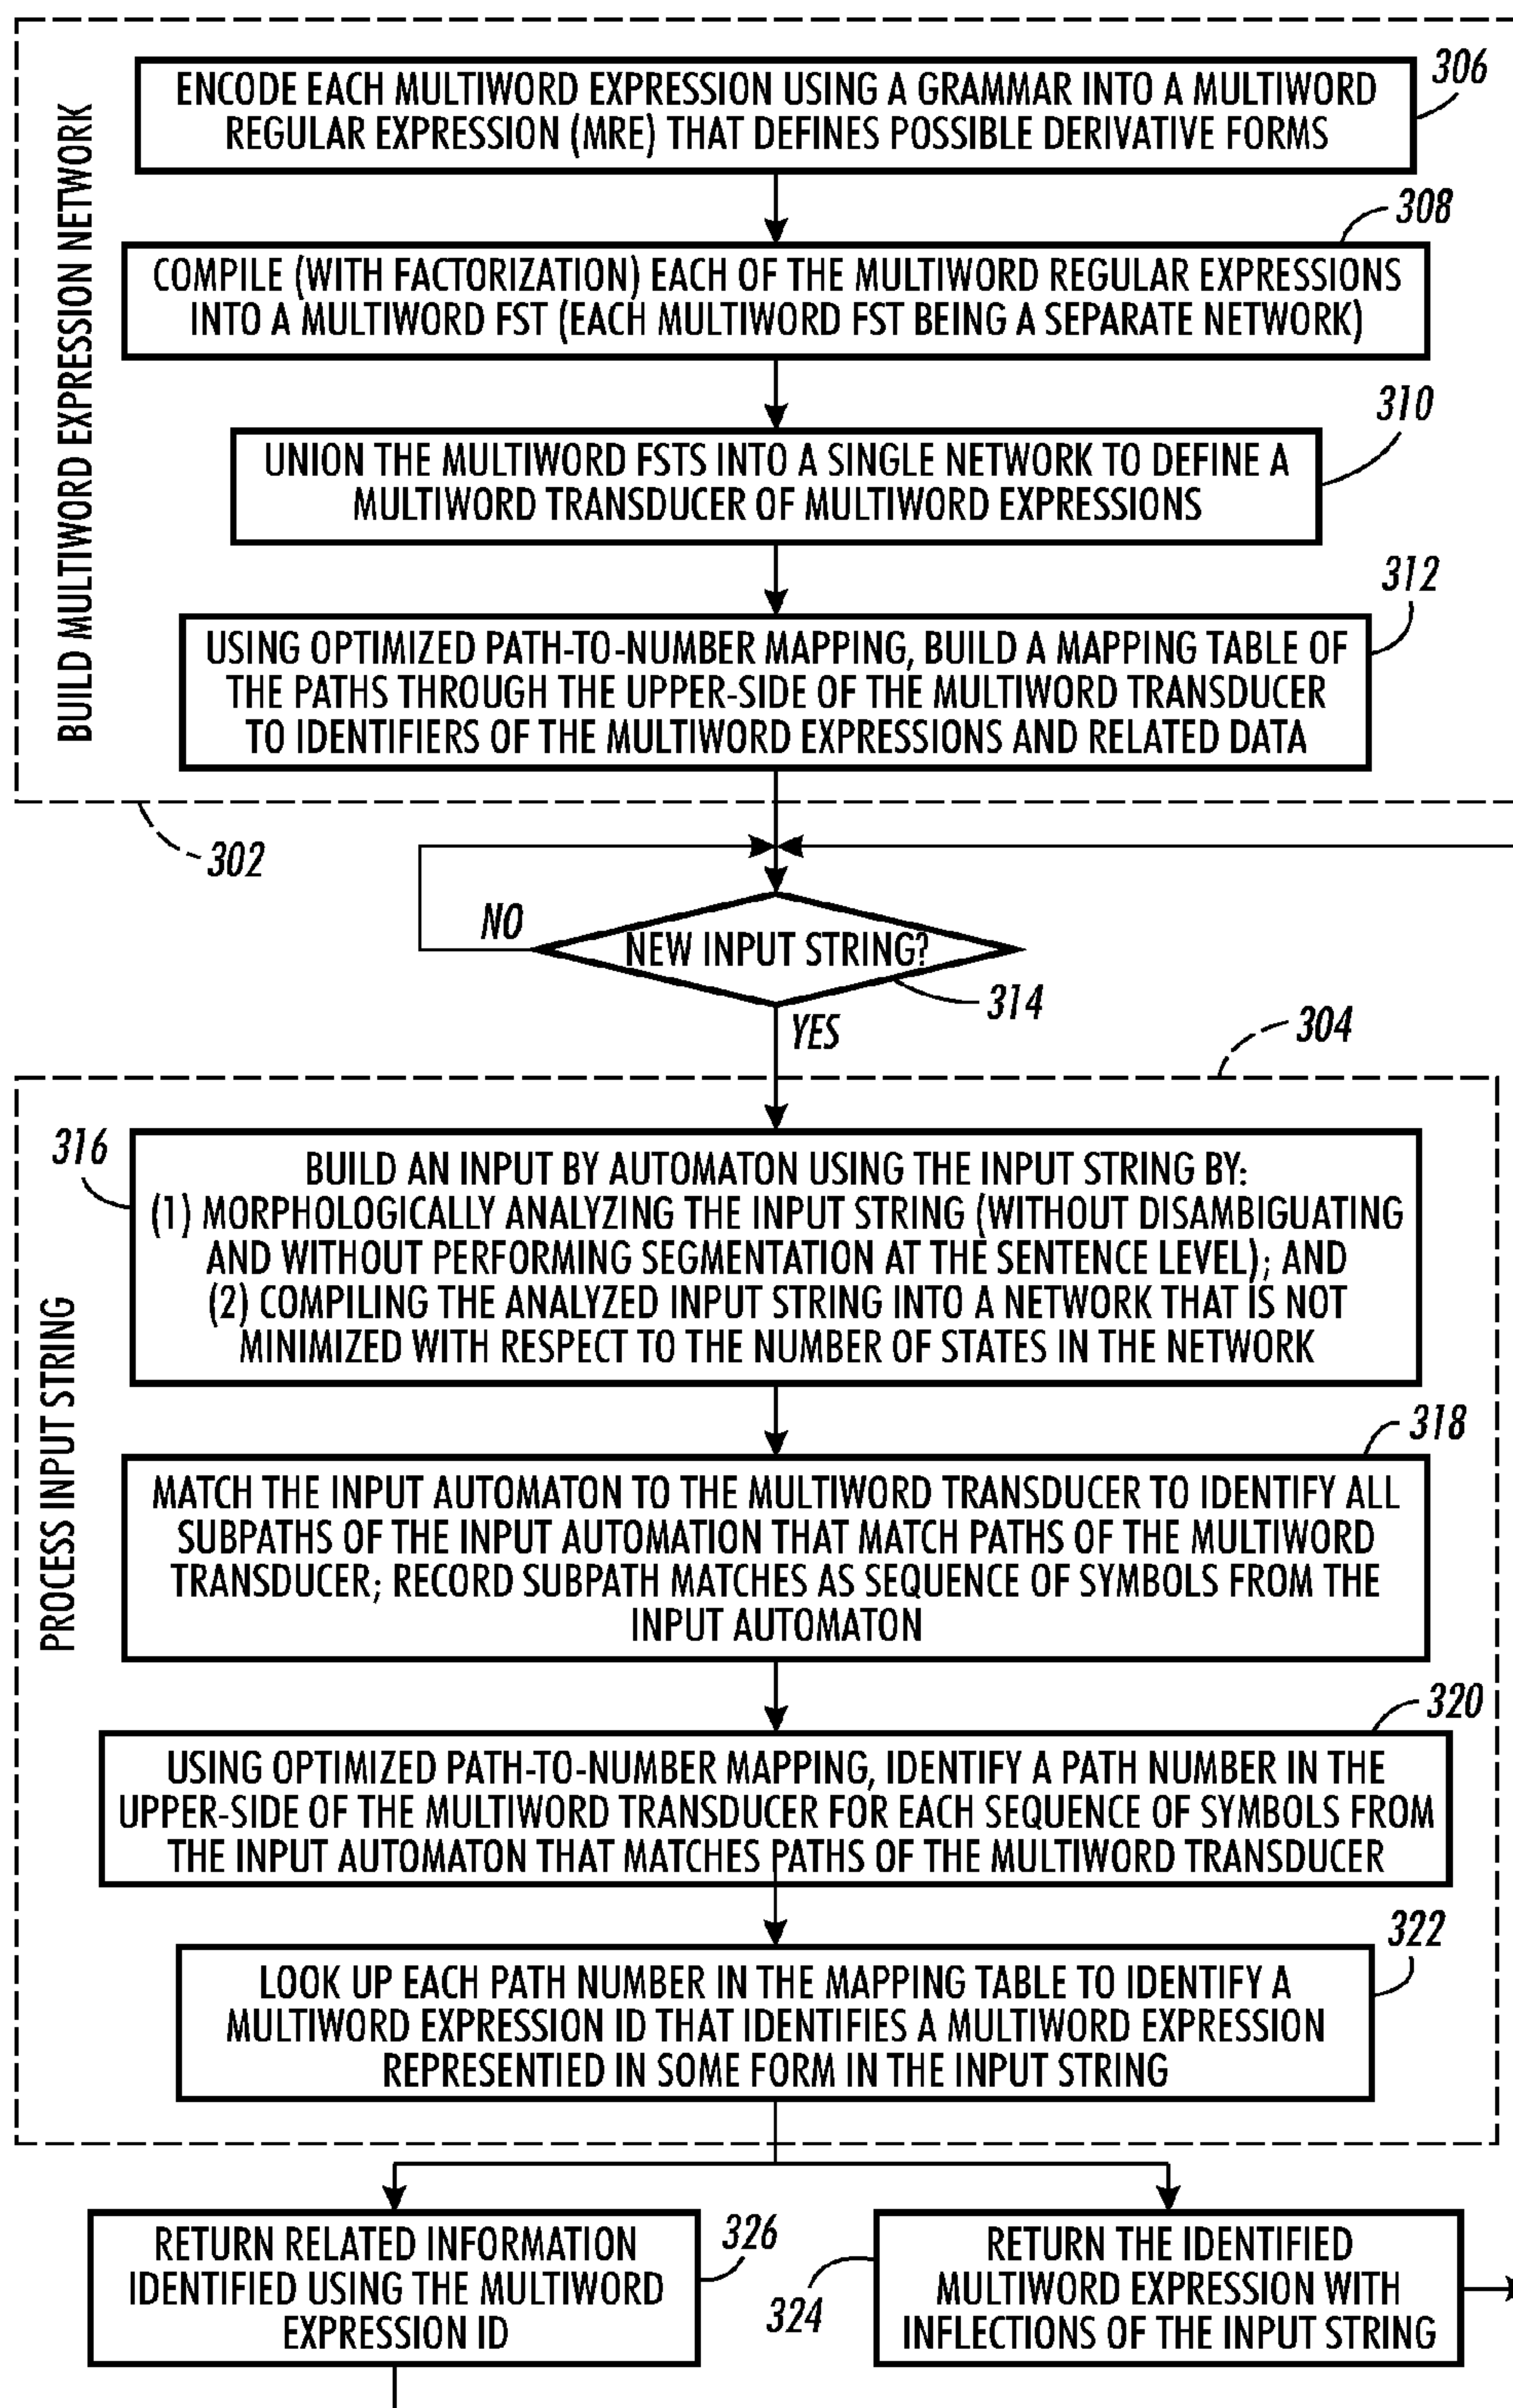 BUILD MULTIWORD EXPRESSION NETWORK
306
ENCODE EACH MULTIWORD EXPRESSION USING A GRAMMAR INTO A MULTIWORD
REGULAR EXPRESSION (MRE) THAT DEFINES POSSIBLE DERIVATIVE FORMS
308
COMPILE (WITH FACTORIZATION) EACH OF THE MULTIWORD REGULAR EXPRESSIONS
INTO A MULTIWORD FST (EACH MULTIWORD FST BEING A SEPARATE NETWORK)
310
UNION THE MULTIWORD FSTS INTO A SINGLE NETWORK TO DEFINE A
MULTIWORD TRANSDUCER OF MULTIWORD EXPRESSIONS
312
USING OPTIMIZED PATH-TO-NUMBER MAPPING, BUILD A MAPPING TABLE OF
THE PATHS THROUGH THE UPPER-SIDE OF THE MULTIWORD TRANSDUCER
TO IDENTIFIERS OF THE MULTIWORD EXPRESSIONS AND RELATED DATA
302
NO
NEW INPUT STRING?
314
YES
304
PROCESS INPUT STRING
316
BUILD AN INPUT BY AUTOMATON USING THE INPUT STRING BY:
(1) MORPHOLOGICALLY ANALYZING THE INPUT STRING (WITHOUT DISAMBIGUATING
AND WITHOUT PERFORMING SEGMENTATION AT THE SENTENCE LEVEL); AND
(2) COMPILING THE ANALYZED INPUT STRING INTO A NETWORK THAT IS NOT
MINIMIZED WITH RESPECT TO THE NUMBER OF STATES IN THE NETWORK
318
MATCH THE INPUT AUTOMATON TO THE MULTIWORD TRANSDUCER TO IDENTIFY ALL
SUBPATHS OF THE INPUT AUTOMATION THAT MATCH PATHS OF THE MULTIWORD
TRANSDUCER; RECORD SUBPATH MATCHES AS SEQUENCE OF SYMBOLS FROM THE
INPUT AUTOMATON
320
USING OPTIMIZED PATH-TO-NUMBER MAPPING, IDENTIFY A PATH NUMBER IN THE
UPPER-SIDE OF THE MULTIWORD TRANSDUCER FOR EACH SEQUENCE OF SYMBOLS FROM
THE INPUT AUTOMATON THAT MATCHES PATHS OF THE MULTIWORD TRANSDUCER
322
LOOK UP EACH PATH NUMBER IN THE MAPPING TABLE TO IDENTIFY A
MULTIWORD EXPRESSION ID THAT IDENTIFIES A MULTIWORD EXPRESSION
REPRESENTIED IN SOME FORM IN THE INPUT STRING
RETURN RELATED INFORMATION
IDENTIFIED USING THE MULTIWORD
EXPRESSION ID
326
324
RETURN THE IDENTIFIED
MULTIWORD EXPRESSION WITH
INFLECTIONS OF THE INPUT STRING